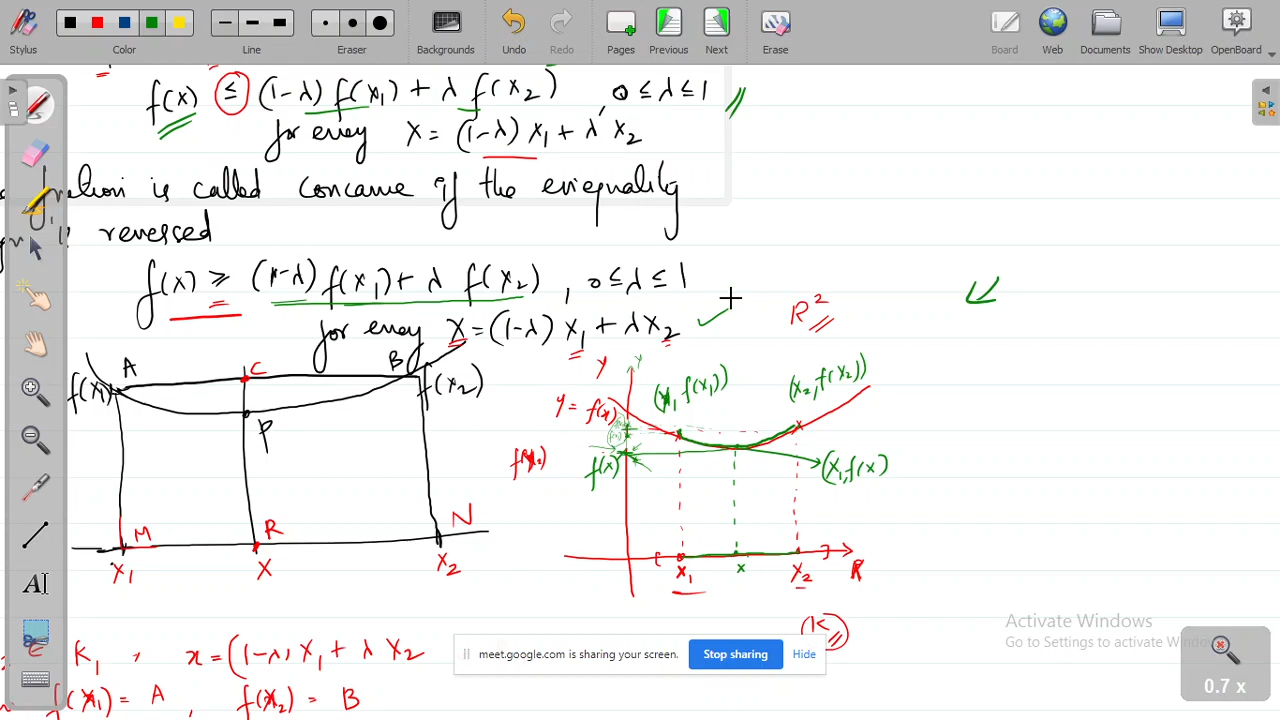 Stylus Color Line Eraser Backgrounds Undo Redo Pages Previous Next Erase Board Web Documents Show Desktop OpenBoard
f(x) ≤ (1-λ) f(x₁) + λ f(x₂) , 0 ≤ λ ≤ 1
for every X = (1-λ) x₁ + λ x₂
is called concave if the inequality
is reversed
f(x) ≥ (1-λ) f(x₁) + λ f(x₂) , 0 ≤ λ ≤ 1
for every X = (1-λ) x₁ + λ x₂
R²
A C B
f(x₁) f(x₂)
P
M R N
x₁ X x₂
Y y
(x₁, f(x₁)) (x₂, f(x₂))
y = f(x)
f(x₂)
f(x) (x, f(x))
x₁ x x₂ R
K
K, , x = (1-λ) x₁ + λ x₂
f(x₁) = A , f(x₂) = B
meet.google.com is sharing your screen. Stop sharing Hide
Activate Windows
Go to Settings to activate Windows.
0.7 x